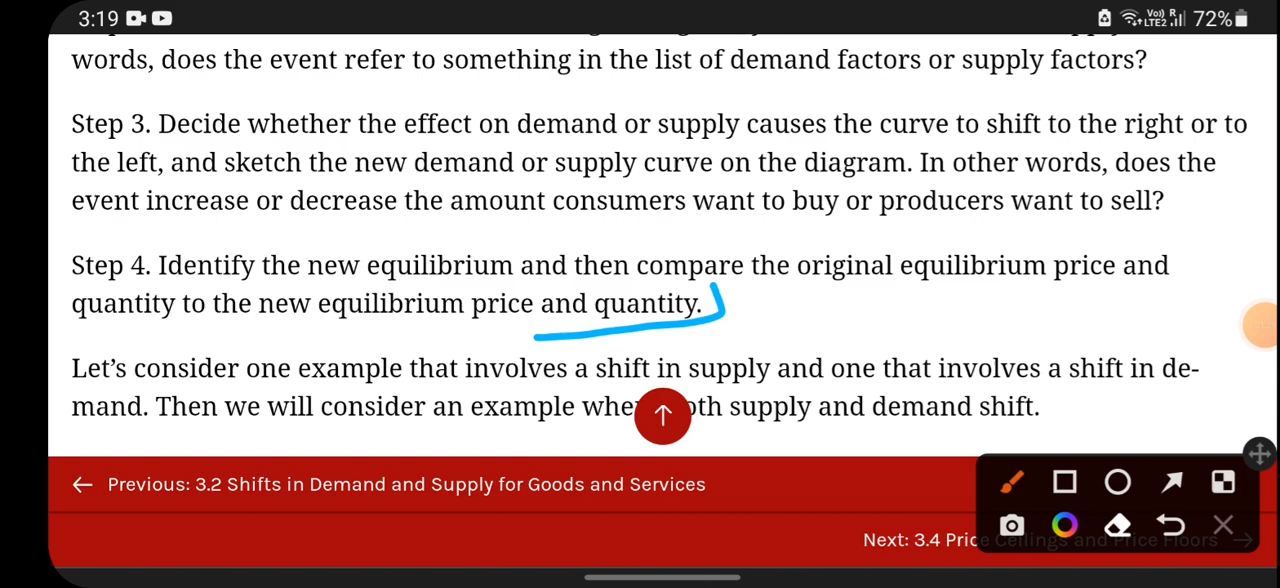 3:19
Vo)) R
LTE2
72%
words, does the event refer to something in the list of demand factors or supply factors?
Step 3. Decide whether the effect on demand or supply causes the curve to shift to the right or to
the left, and sketch the new demand or supply curve on the diagram. In other words, does the
event increase or decrease the amount consumers want to buy or producers want to sell?
Step 4. Identify the new equilibrium and then compare the original equilibrium price and
quantity to the new equilibrium price and quantity.
Let’s consider one example that involves a shift in supply and one that involves a shift in de-
mand. Then we will consider an example supply and demand shift.
← Previous: 3.2 Shifts in Demand and Supply for Goods and Services
Next: 3.4 Price Ceilings and Price Floors →